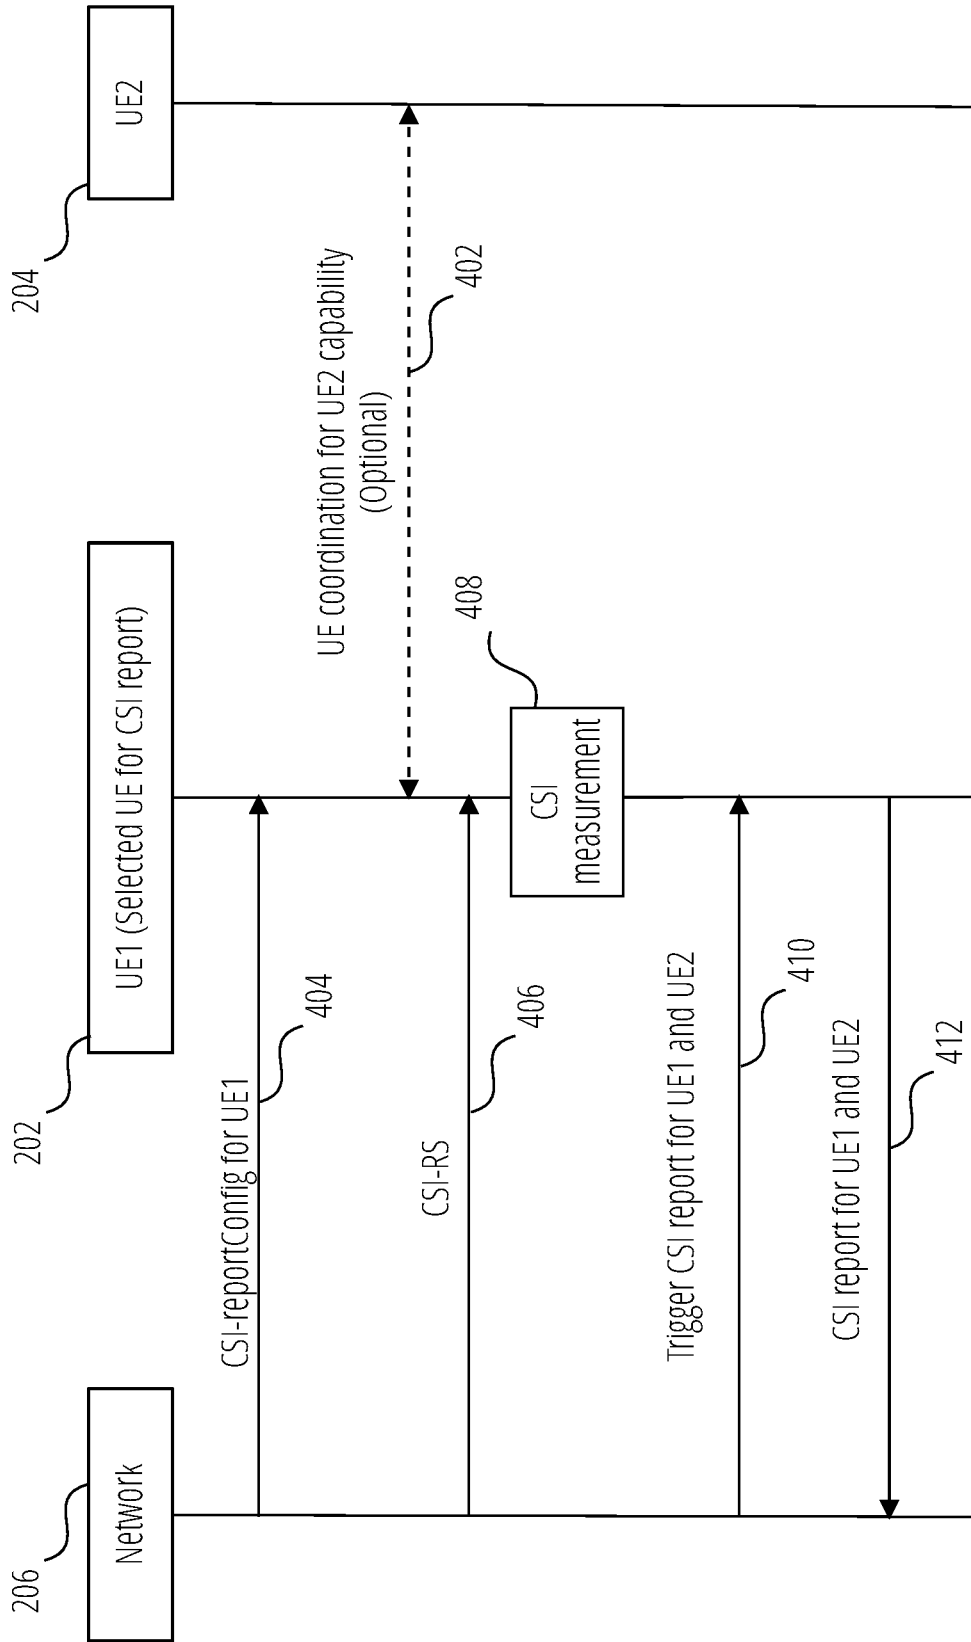 206
Network
202
UE1 (Selected UE for CSI report)
204
UE2
CSI-reportConfig for UE1
404
UE coordination for UE2 capability
(Optional)
402
CSI-RS
406
408
CSI
measurement
Trigger CSI report for UE1 and UE2
410
CSI report for UE1 and UE2
412